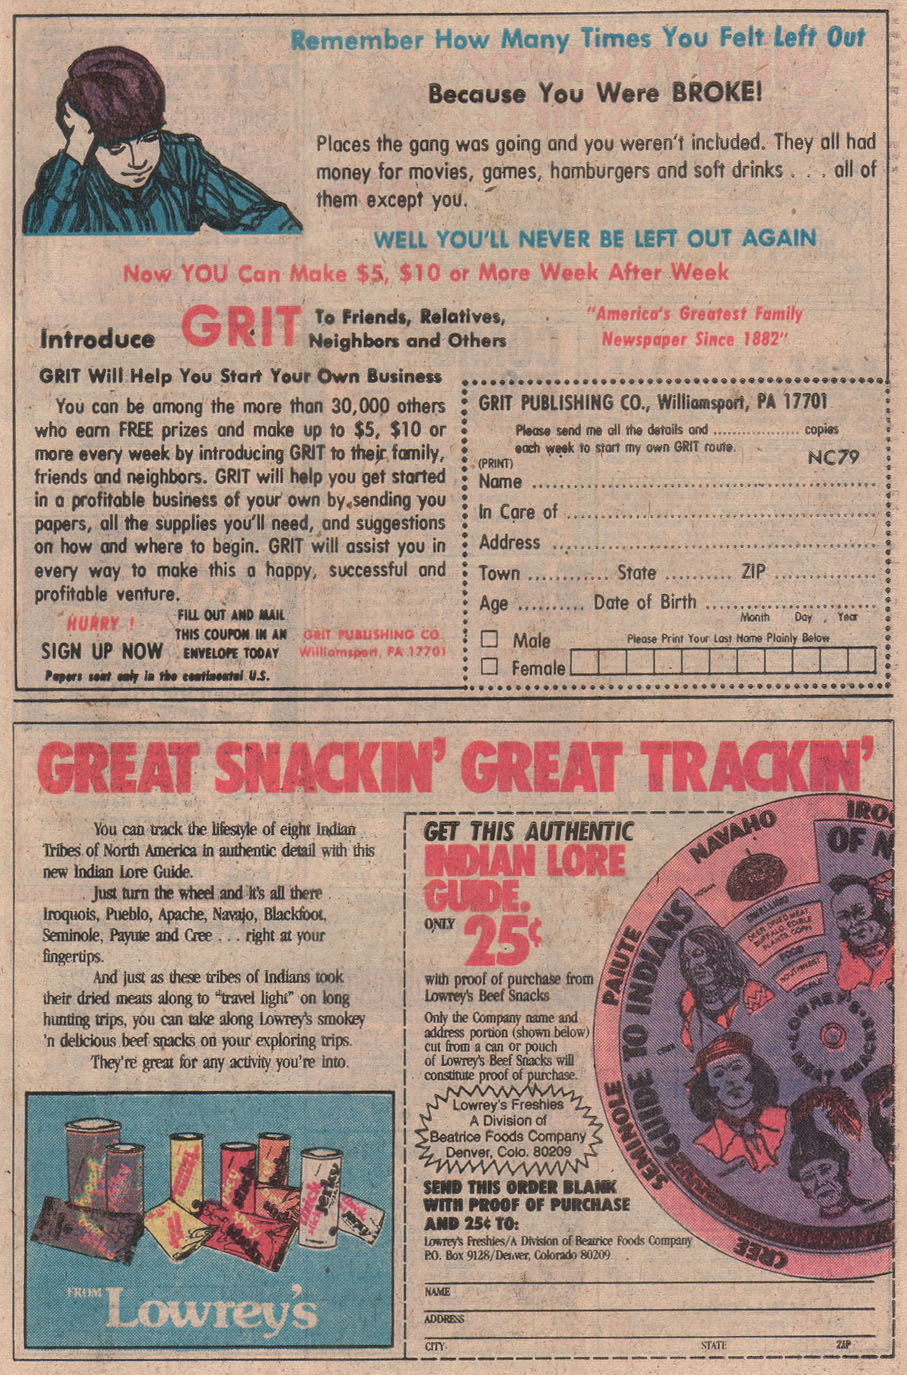 Remember How Many Times You Felt Left Out
Because You Were BROKE!
Places the gang was going and you weren't included. They all had
money for movies, games, hamburgers and soft drinks . . . all of
them except you.
WELL YOU'LL NEVER BE LEFT OUT AGAIN
Now YOU Can Make $5, $10 or More Week After Week
Introduce GRIT To Friends, Relatives,
Neighbors and Others
"America's Greatest Family
Newspaper Since 1882"
GRIT Will Help You Start Your Own Business
You can be among the more than 30,000 others
who earn FREE prizes and make up to $5, $10 or
more every week by introducing GRIT to their family,
friends and neighbors. GRIT will help you get started
in a profitable business of your own by sending you
papers, all the supplies you'll need, and suggestions
on how and where to begin. GRIT will assist you in
every way to make this a happy, successful and
profitable venture.
HURRY !
SIGN UP NOW
FILL OUT AND MAIL
THIS COUPON IN AN
ENVELOPE TODAY
GRIT PUBLISHING CO.
Williamsport, PA 17701
Papers sent only in the continental U.S.
GRIT PUBLISHING CO., Williamsport, PA 17701
Please send me all the details and .................. copies
each week to start my own GRIT route.
NC79
(PRINT)
Name
In Care of
Address
Town ............ State .......... ZIP
Age .......... Date of Birth
Month Day Year
Male
Please Print Your Last Name Plainly Below
Female
GREAT SNACKIN' GREAT TRACKIN'
You can track the lifestyle of eight Indian
Tribes of North America in authentic detail with this
new Indian Lore Guide.
Just turn the wheel and it's all there
Iroquois, Pueblo, Apache, Navajo, Blackfoot,
Seminole, Payute and Cree . . . right at your
fingertips.
And just as these tribes of Indians took
their dried meats along to "travel light" on long
hunting trips, you can take along Lowrey's smokey
'n delicious beef snacks on your exploring trips.
They're great for any activity you're into.
FROM
Lowrey's
GET THIS AUTHENTIC
INDIAN LORE
GUIDE.
ONLY 25¢
with proof of purchase from
Lowrey's Beef Snacks
Only the Company name and
address portion (shown below)
cut from a can or pouch
of Lowrey's Beef Snacks will
constitute proof of purchase.
Lowrey's Freshies
A Division of
Beatrice Foods Company
Denver, Colo. 80209
SEND THIS ORDER BLANK
WITH PROOF OF PURCHASE
AND 25¢ TO:
Lowrey's Freshies/A Division of Beatrice Foods Company
P.O. Box 9128/Denver, Colorado 80209
NAME
ADDRESS
CITY STATE ZIP
NAVAHO
IROQ
PAIUTE
SEMINOLE
CREE
GUIDE TO INDIANS
OF N
HOGAN
DWELLING
DEER, DRIED MEAT,
BUFFALO, EDIBLE
PLANTS, CORN
FOOD
SOUTHWEST
LOCALE
LOWREY'S
MEAT SNACKS
jerky